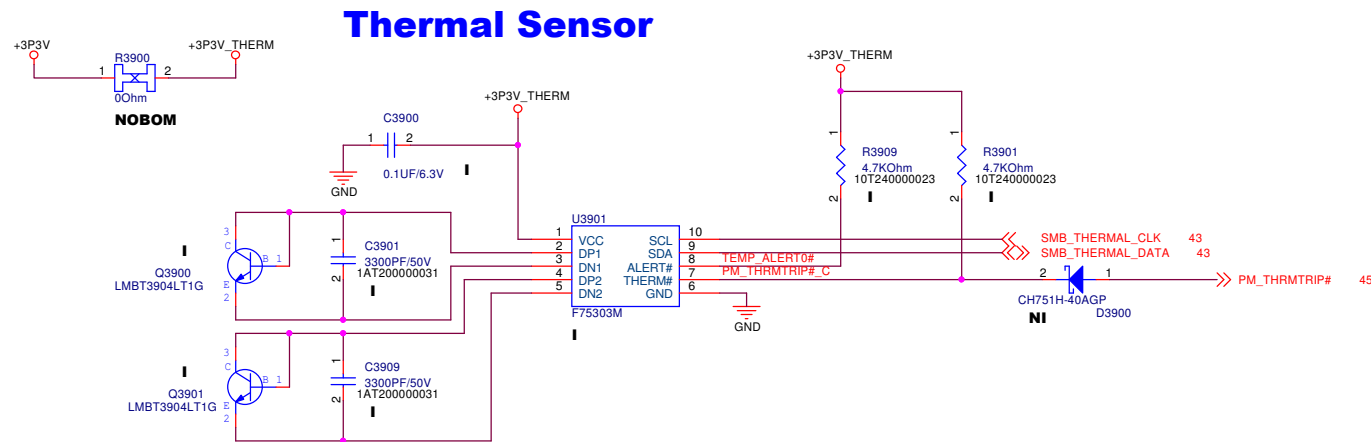 Thermal Sensor
+3P3V
+3P3V_THERM
R3900
1
2
0Ohm
NOBOM
+3P3V_THERM
C3900
1
2
0.1UF/6.3V
I
GND
+3P3V_THERM
R3909
4.7KOhm
10T240000023
I
1
2
R3901
4.7KOhm
10T240000023
I
1
2
I
3
C
B 1
E
2
Q3900
LMBT3904LT1G
1
C3901
3300PF/50V
1AT200000031
2
I
U3901
1 VCC
2 DP1
3 DN1
4 DP2
5 DN2
SCL 10
SDA 9
ALERT# 8
THERM# 7
GND 6
F75303M
I
TEMP_ALERT0#
PM_THRMTRIP#_C
GND
SMB_THERMAL_CLK 43
SMB_THERMAL_DATA 43
2
1
CH751H-40AGP
D3900
NI
PM_THRMTRIP# 45
I
3
C
B 1
E
2
Q3901
LMBT3904LT1G
1
C3909
3300PF/50V
1AT200000031
2
I